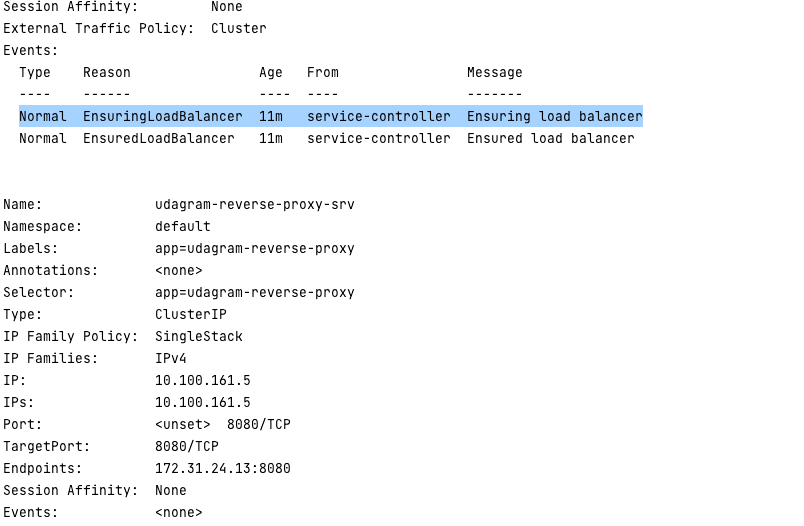 Session Affinity:         None
External Traffic Policy:  Cluster
Events:
  Type    Reason                Age   From                Message
  ----    ------                ----  ----                -------
  Normal  EnsuringLoadBalancer  11m   service-controller  Ensuring load balancer
  Normal  EnsuredLoadBalancer   11m   service-controller  Ensured load balancer
Name:              udagram-reverse-proxy-srv
Namespace:         default
Labels:            app=udagram-reverse-proxy
Annotations:       <none>
Selector:          app=udagram-reverse-proxy
Type:              ClusterIP
IP Family Policy:  SingleStack
IP Families:       IPv4
IP:                10.100.161.5
IPs:               10.100.161.5
Port:              <unset>  8080/TCP
TargetPort:        8080/TCP
Endpoints:         172.31.24.13:8080
Session Affinity:  None
Events:            <none>